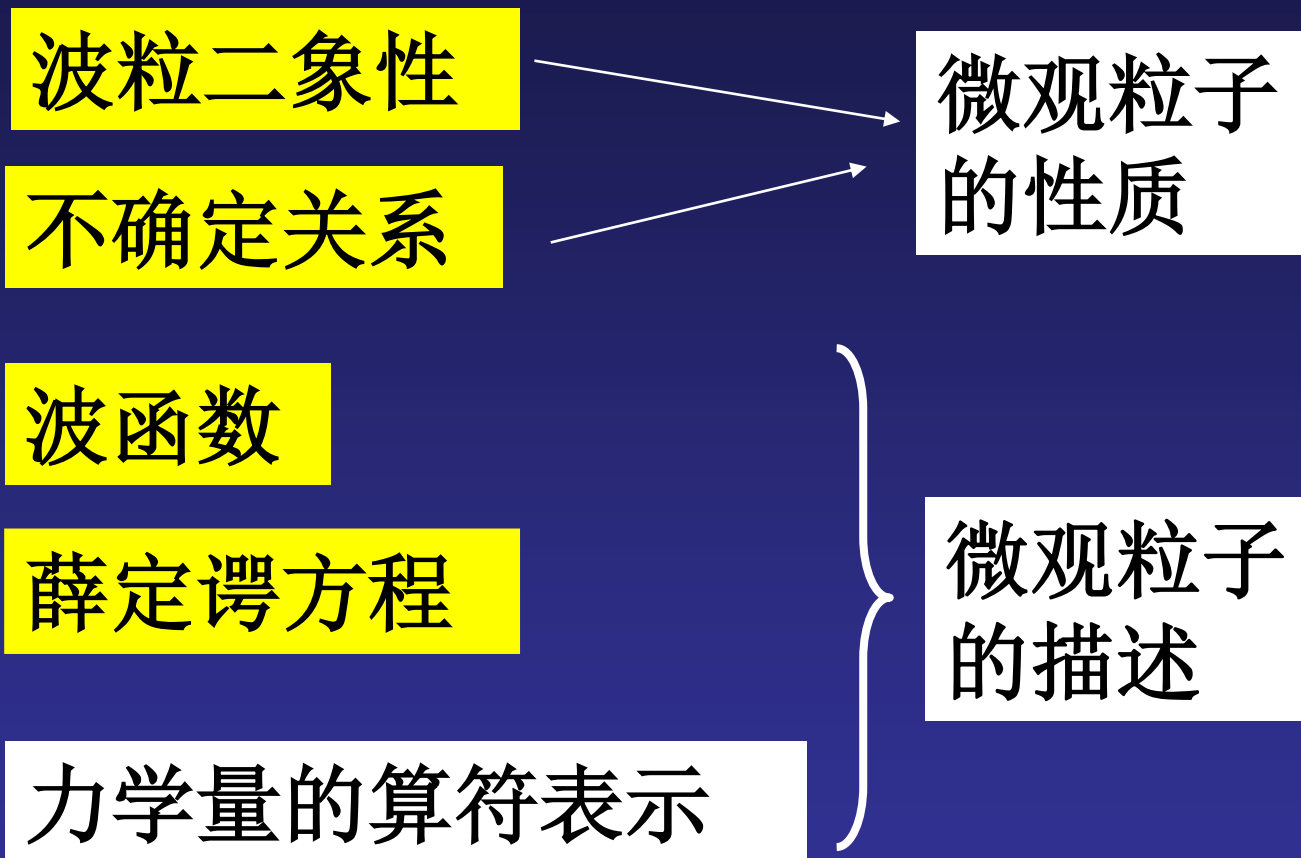 波粒二象性
不确定关系
微观粒子
的性质
波函数
薛定谔方程
力学量的算符表示
微观粒子
的描述